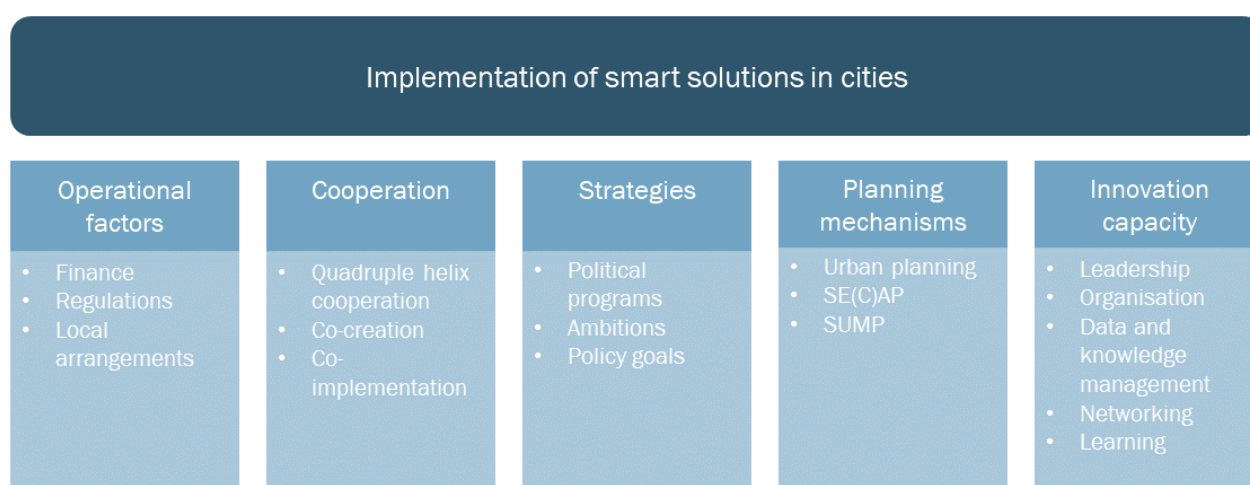 Implementation of smart solutions in cities
Operational
factors
• Finance
• Regulations
• Local
arrangements
Cooperation
• Quadruple helix
cooperation
• Co-creation
• Co-
implementation
Strategies
• Political
programs
• Ambitions
• Policy goals
Planning
mechanisms
• Urban planning
• SE(C)AP
• SUMP
Innovation
capacity
• Leadership
• Organisation
• Data and
knowledge
management
• Networking
• Learning